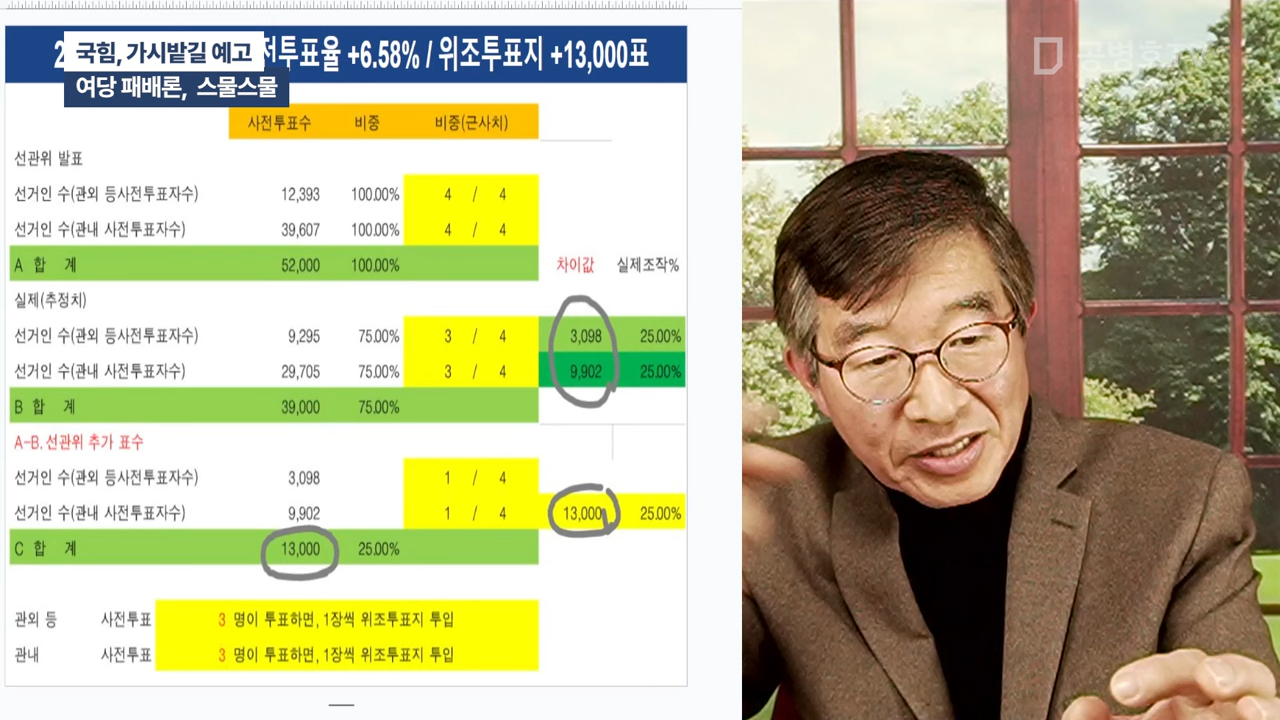 국힘, 가시밭길 예고
여당 패배론, 스물스물
전투표율 +6.58% / 위조투표지 +13,000표
공병호TV
사전투표수 비중 비중(근사치)
선관위 발표
선거인 수(관외 등사전투표자수) 12,393 100.00% 4 / 4
선거인 수(관내 사전투표자수) 39,607 100.00% 4 / 4
A 합 계 52,000 100.00% 차이값 실제조작%
실제(추정치)
선거인 수(관외 등사전투표자수) 9,295 75.00% 3 / 4 3,098 25.00%
선거인 수(관내 사전투표자수) 29,705 75.00% 3 / 4 9,902 25.00%
B 합 계 39,000 75.00%
A-B. 선관위 추가 표수
선거인 수(관외 등사전투표자수) 3,098 1 / 4
선거인 수(관내 사전투표자수) 9,902 1 / 4 13,000 25.00%
C 합 계 13,000 25.00%
관외 등 사전투표 3 명이 투표하면, 1장씩 위조투표지 투입
관내 사전투표 3 명이 투표하면, 1장씩 위조투표지 투입